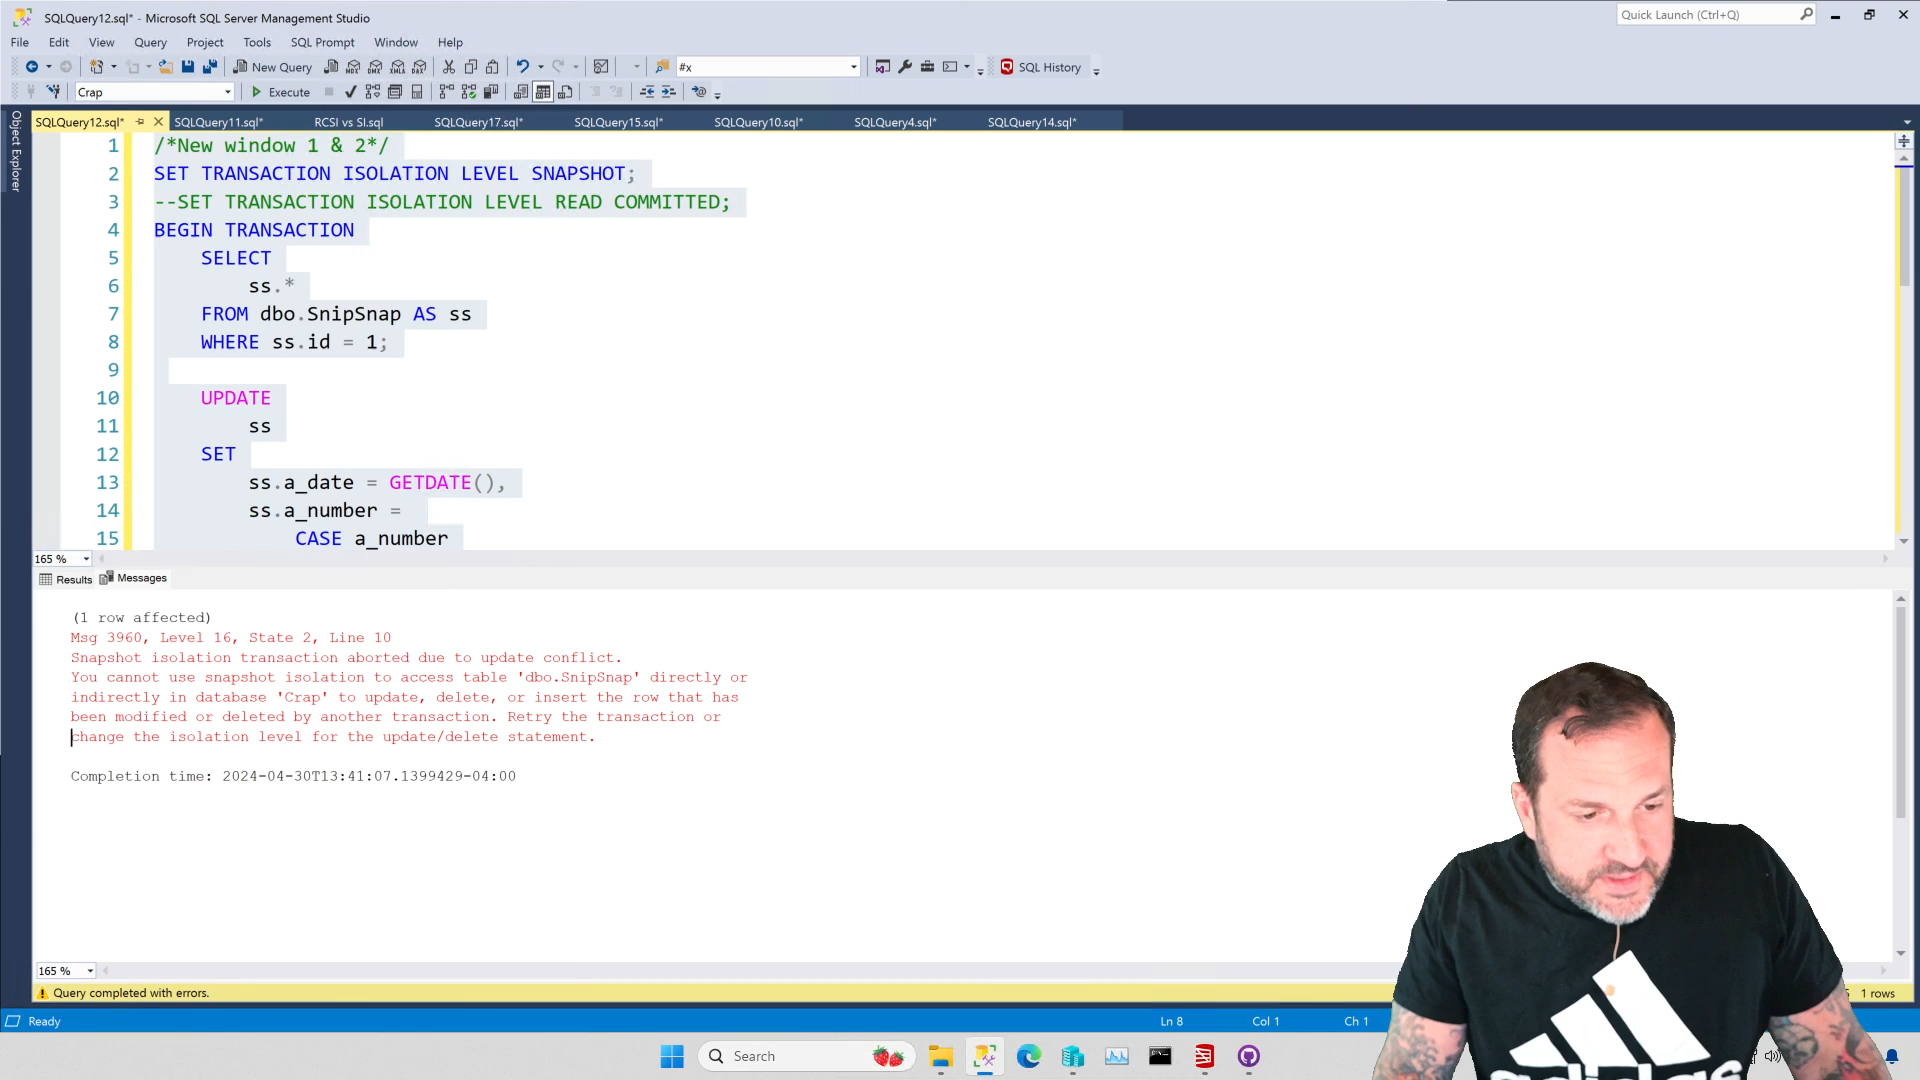 SQLQuery12.sql* - Microsoft SQL Server Management Studio
Quick Launch (Ctrl+Q)
File Edit View Query Project Tools SQL Prompt Window Help
New Query MDX DMX XMLA DAX #x SQL History
Crap Execute
SQLQuery12.sql* SQLQuery11.sql* RCSI vs SI.sql SQLQuery17.sql* SQLQuery15.sql* SQLQuery10.sql* SQLQuery4.sql* SQLQuery14.sql*
Object Explorer
1 /*New window 1 & 2*/
2 SET TRANSACTION ISOLATION LEVEL SNAPSHOT;
3 --SET TRANSACTION ISOLATION LEVEL READ COMMITTED;
4 BEGIN TRANSACTION
5 SELECT
6 ss.*
7 FROM dbo.SnipSnap AS ss
8 WHERE ss.id = 1;
9
10 UPDATE
11 ss
12 SET
13 ss.a_date = GETDATE(),
14 ss.a_number =
15 CASE a_number
165 %
Results Messages
(1 row affected)
Msg 3960, Level 16, State 2, Line 10
Snapshot isolation transaction aborted due to update conflict.
You cannot use snapshot isolation to access table 'dbo.SnipSnap' directly or
indirectly in database 'Crap' to update, delete, or insert the row that has
been modified or deleted by another transaction. Retry the transaction or
change the isolation level for the update/delete statement.
Completion time: 2024-04-30T13:41:07.1399429-04:00
165 %
Query completed with errors. 1 rows
Ready Ln 8 Col 1 Ch 1
Search
adidas